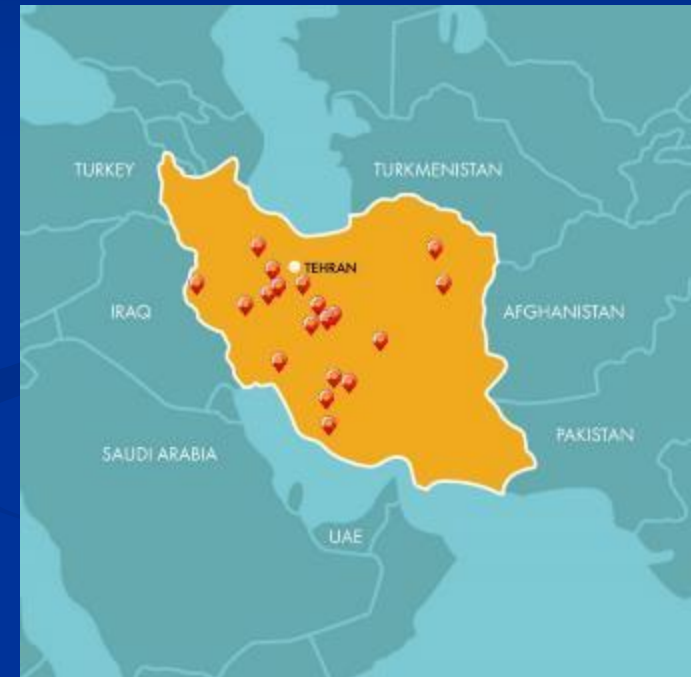 TURKEY
TURKMENISTAN
TEHRAN
IRAQ
AFGHANISTAN
PAKISTAN
SAUDI ARABIA
UAE